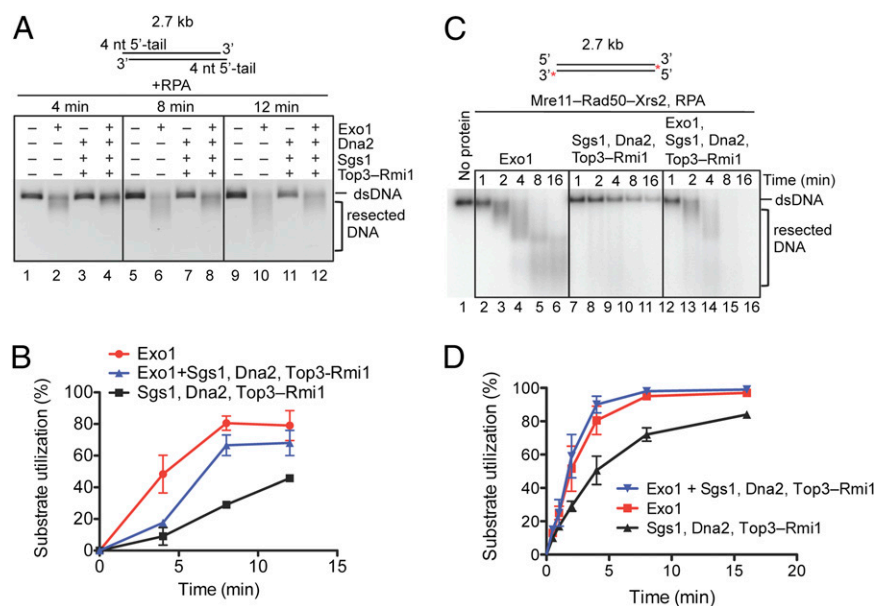 A
2.7 kb
4 nt 5'-tail
3'
3'
4 nt 5'-tail
+RPA
4 min 8 min 12 min
– + – + – + – + – + – + Exo1
– – + + – – + + – – + + Dna2
– – + + – – + + – – + + Sgs1
– – + + – – + + – – + + Top3–Rmi1
dsDNA
resected
DNA
1 2 3 4 5 6 7 8 9 10 11 12
B
Exo1
Exo1+Sgs1, Dna2, Top3-Rmi1
Sgs1, Dna2, Top3–Rmi1
Substrate utilization (%)
100
80
60
40
20
0
0 5 10 15
Time (min)
C
2.7 kb
5' 3'
3'* *5'
Mre11–Rad50–Xrs2, RPA
No protein
Exo1
Sgs1, Dna2,
Top3–Rmi1
Exo1,
Sgs1, Dna2,
Top3–Rmi1
1 2 4 8 16 1 2 4 8 16 1 2 4 8 16 Time (min)
dsDNA
resected
DNA
1 2 3 4 5 6 7 8 9 10 11 12 13 14 15 16
D
Substrate utilization (%)
100
80
60
40
20
0
0 5 10 15 20
Exo1 + Sgs1, Dna2, Top3–Rmi1
Exo1
Sgs1, Dna2, Top3–Rmi1
Time (min)